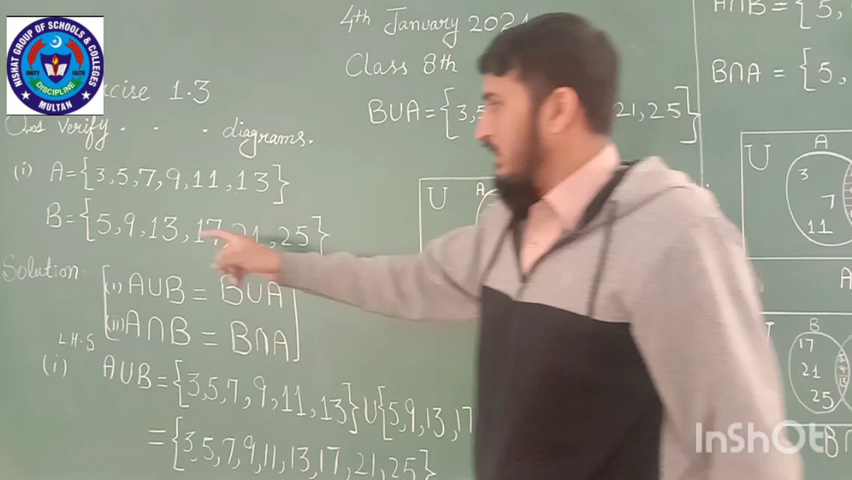 NISHAT GROUP OF SCHOOLS & COLLEGES
UNITY FAITH
DISCIPLINE
MULTAN
1.3
Verify . . . diagrams.
(i) A={3,5,7,9,11,13}
B={5,9,13,17,21,25}
Solution
(i) A∪B = B∪A
(ii) A∩B = B∩A
L.H.S
(i) A∪B={3,5,7,9,11,13}∪{5,9,13,17
={3,5,7,9,11,13,17,21,25}
4th January
Class 8th
B∪A={3,5 21,25}
U
A∩B={5,
B∩A={5,
U
A
3
7
11
B
17
21
25
InShOt